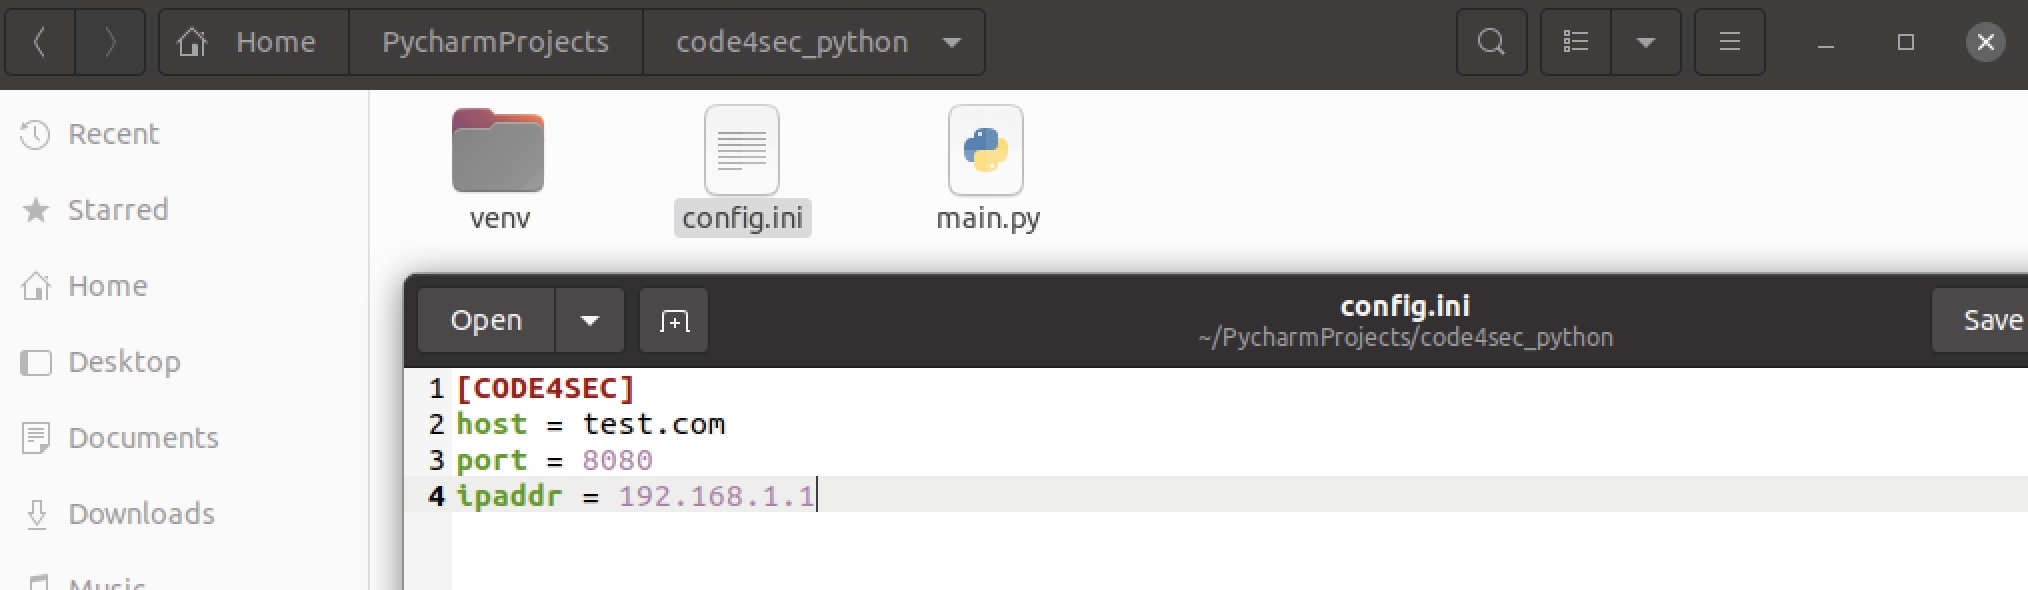 Home PycharmProjects code4sec_python
Recent
Starred
Home
Desktop
Documents
Downloads
Music
venv config.ini main.py
Open config.ini Save
~/PycharmProjects/code4sec_python
1 [CODE4SEC]
2 host = test.com
3 port = 8080
4 ipaddr = 192.168.1.1